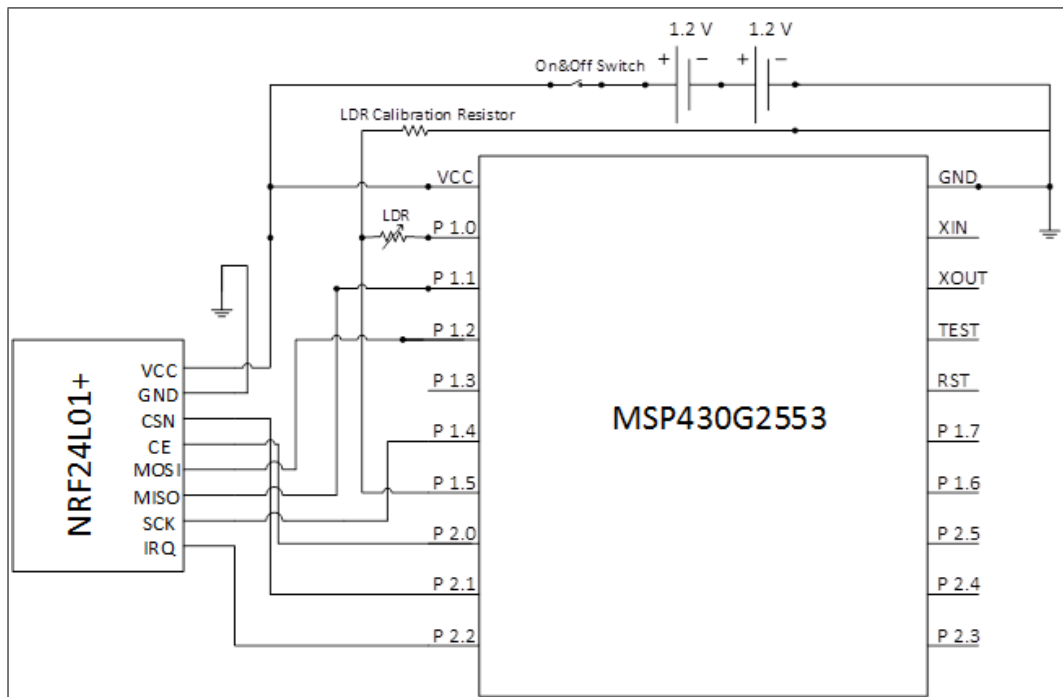 1.2 V 1.2 V
+ − + −
On&Off Switch
LDR Calibration Resistor
VCC
LDR
P 1.0
P 1.1
P 1.2
P 1.3
P 1.4
P 1.5
P 2.0
P 2.1
P 2.2
MSP430G2553
GND
XIN
XOUT
TEST
RST
P 1.7
P 1.6
P 2.5
P 2.4
P 2.3
NRF24L01+
VCC
GND
CSN
CE
MOSI
MISO
SCK
IRQ